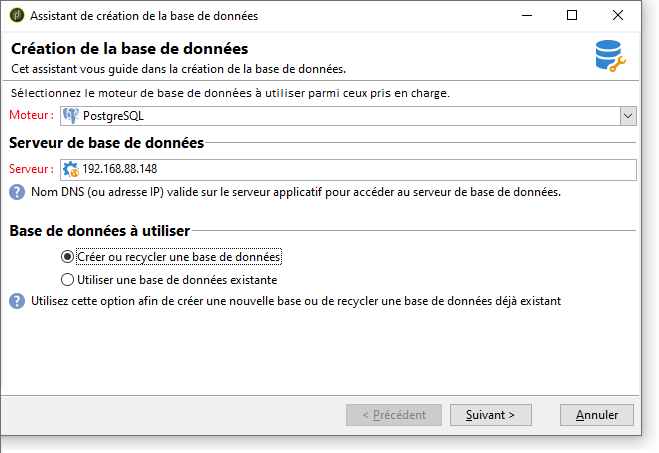 Assistant de création de la base de données
Création de la base de données
Cet assistant vous guide dans la création de la base de données.
Sélectionnez le moteur de base de données à utiliser parmi ceux pris en charge.
Moteur : PostgreSQL
Serveur de base de données
Serveur : 192.168.88.148
? Nom DNS (ou adresse IP) valide sur le serveur applicatif pour accéder au serveur de base de données.
Base de données à utiliser
Créer ou recycler une base de données
Utiliser une base de données existante
? Utilisez cette option afin de créer une nouvelle base ou de recycler une base de données déjà existant
< Précédent Suivant > Annuler